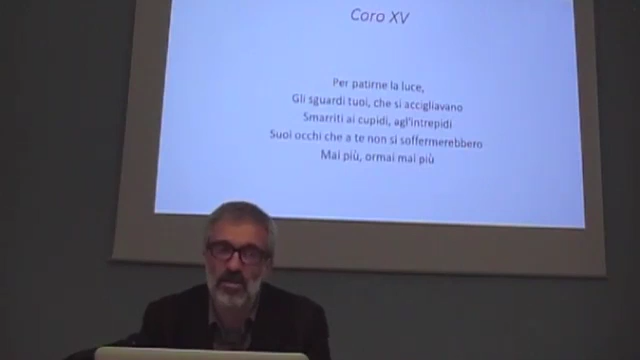 Coro XV
Per patirne la luce,
Gli sguardi tuoi, che si accigliavano
Smarriti ai cupidi, agl'intrepidi
Suoi occhi che a te non si soffermerebbero
Mai più, ormai mai più